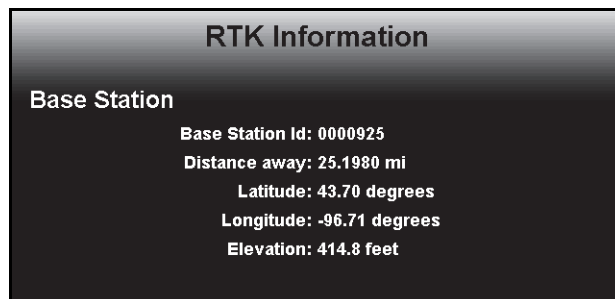 RTK Information
Base Station
Base Station Id: 0000925
Distance away: 25.1980 mi
Latitude: 43.70 degrees
Longitude: -96.71 degrees
Elevation: 414.8 feet